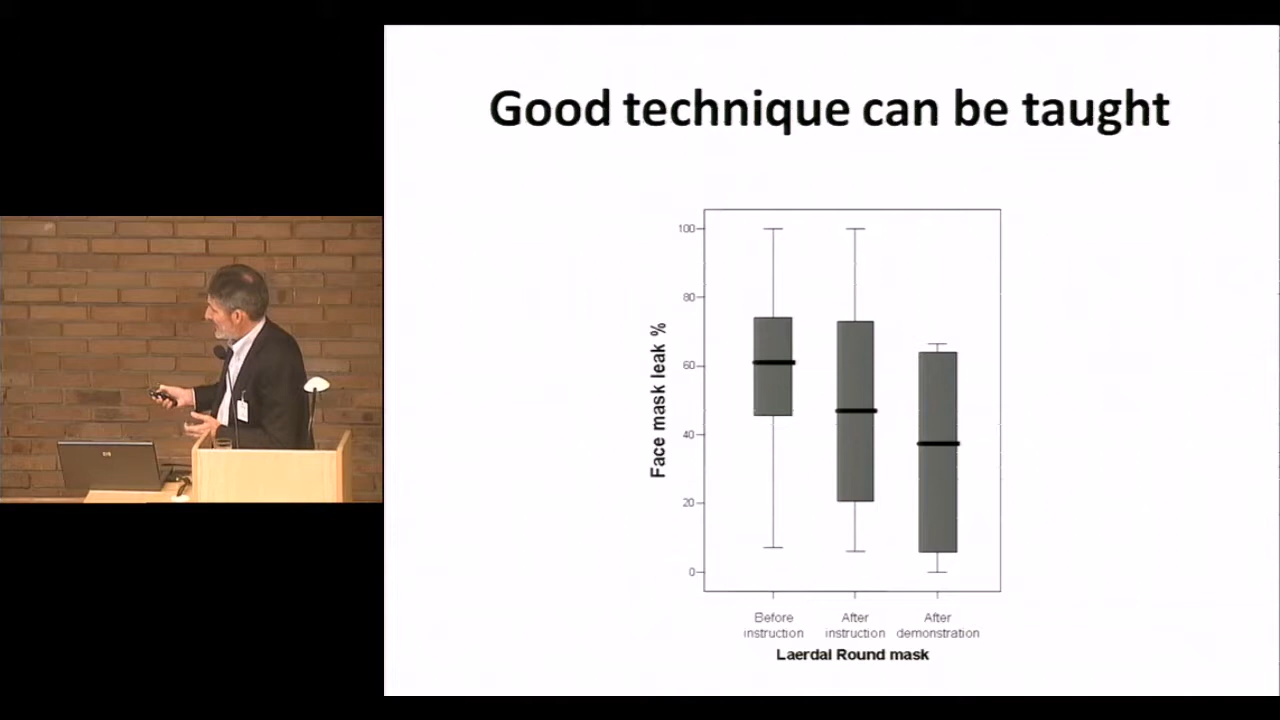 Good technique can be taught
Face mask leak %
100
80
60
40
20
0
Before instruction
After instruction
After demonstration
Laerdal Round mask